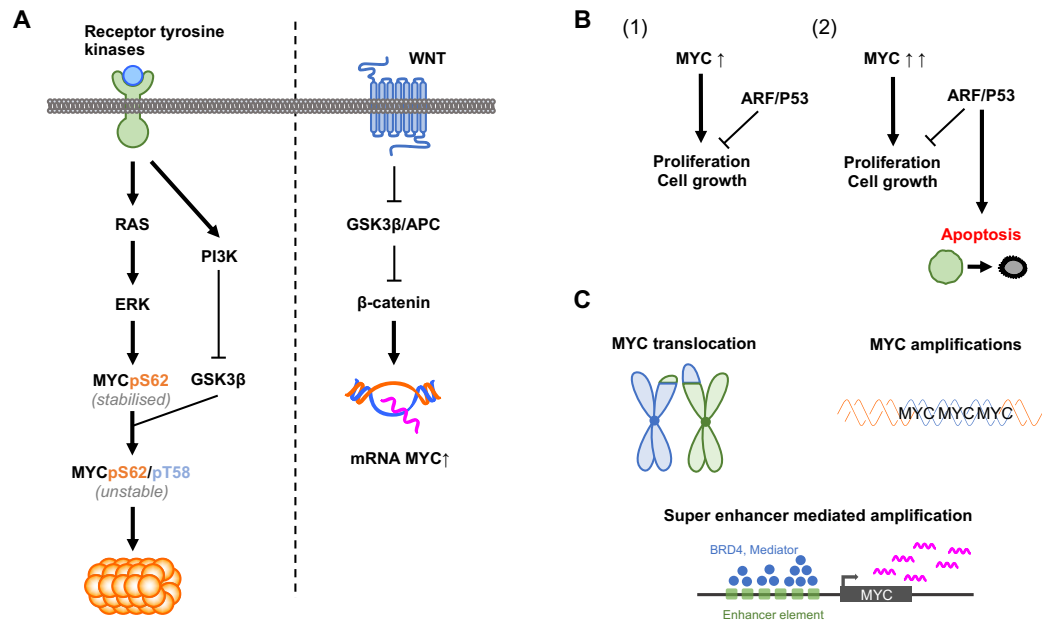 A
Receptor tyrosine
kinases
WNT
RAS
GSK3β/APC
PI3K
ERK
β-catenin
MYCpS62
(stabilised)
GSK3β
mRNA MYC↑
MYCpS62/pT58
(unstable)
B
(1)
MYC ↑
ARF/P53
Proliferation
Cell growth
(2)
MYC ↑ ↑
ARF/P53
Proliferation
Cell growth
Apoptosis
C
MYC translocation
MYC amplifications
MYC MYC MYC
Super enhancer mediated amplification
BRD4, Mediator
MYC
Enhancer element